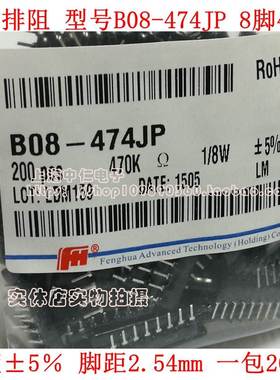 排阻 型号B08-474JP 8脚
RoH
B08-474JP
200 pcs 470K Ω 1/8W ±5%
LOT: DATE: 1505 LM
Fenghua Advanced Technology (Holding) Co.
实体店实物拍摄
±5% 脚距2.54mm 一包2